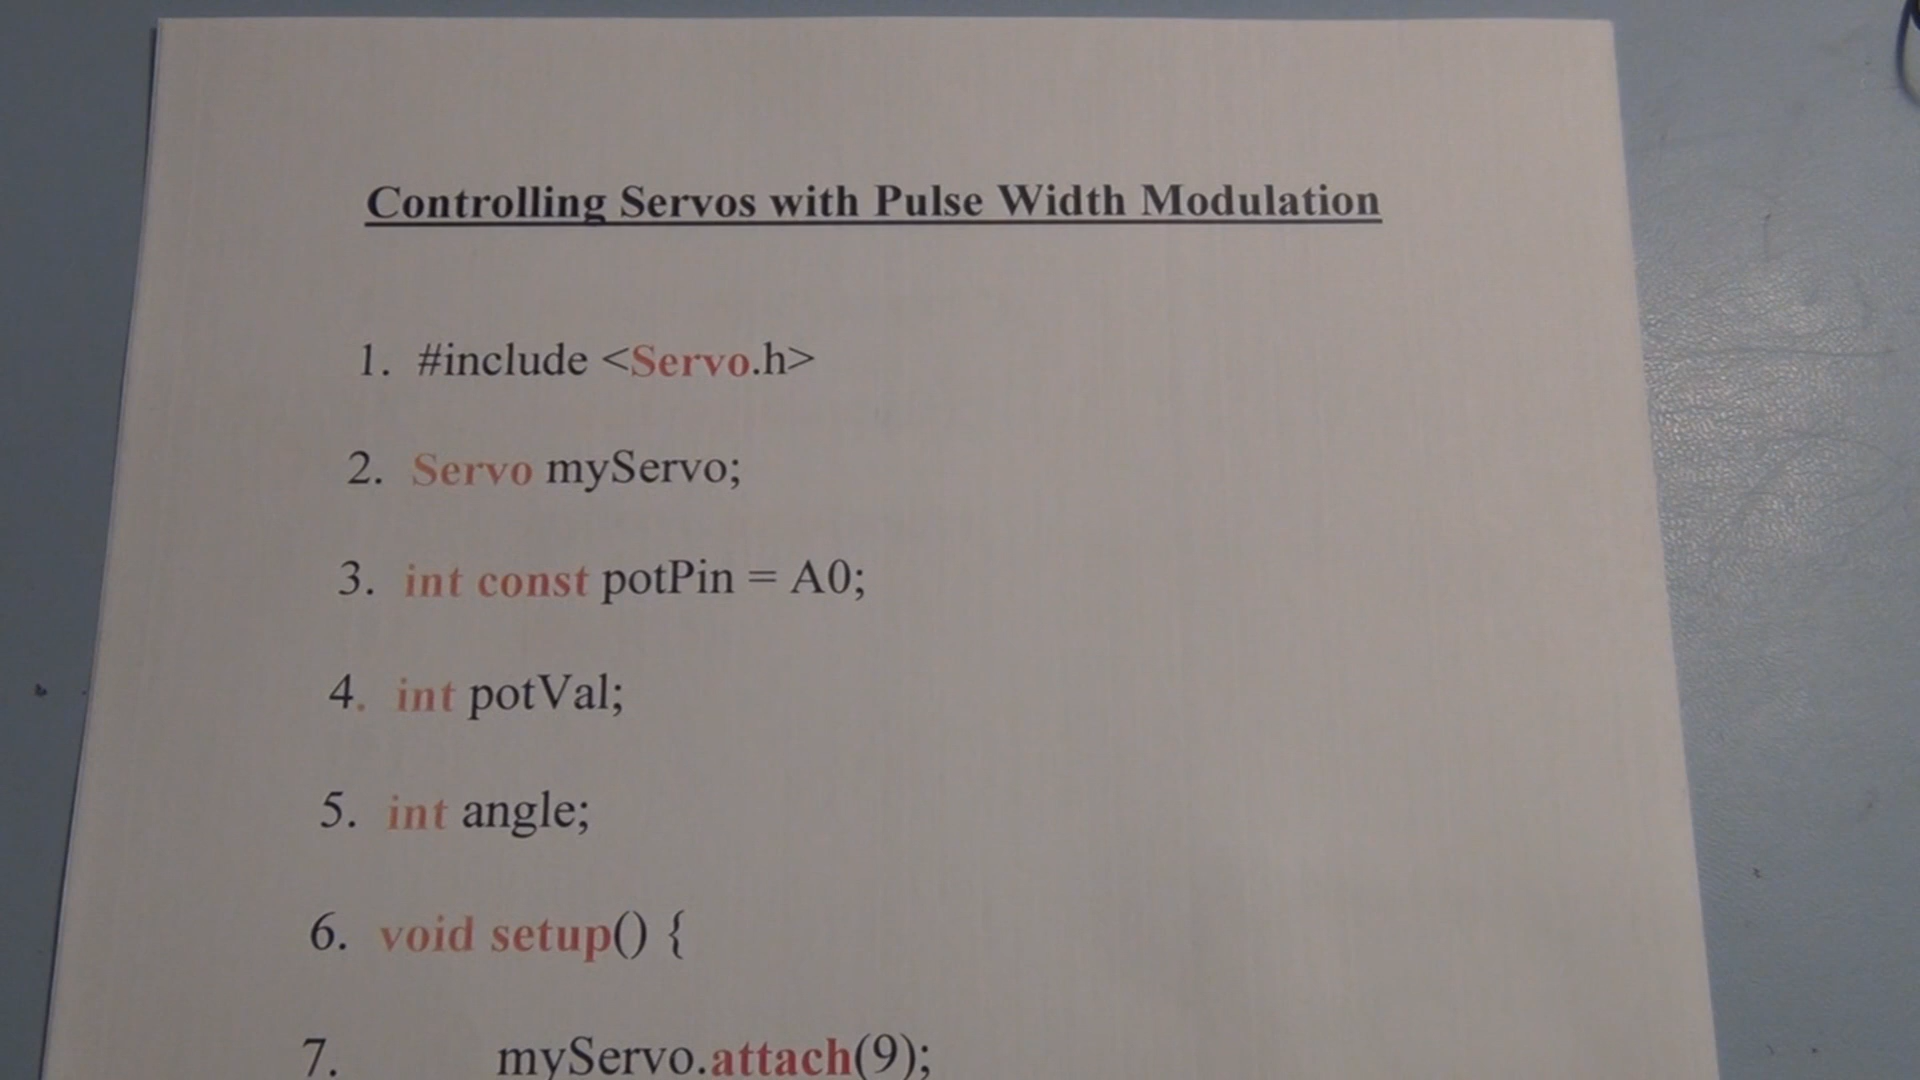 Controlling Servos with Pulse Width Modulation
1. #include <Servo.h>
2. Servo myServo;
3. int const potPin = A0;
4. int potVal;
5. int angle;
6. void setup() {
7. myServo.attach(9);